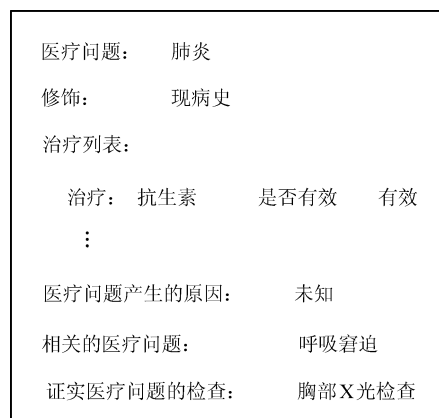 医疗问题： 肺炎
修饰： 现病史
治疗列表：
治疗： 抗生素 是否有效 有效
⋮
医疗问题产生的原因： 未知
相关的医疗问题： 呼吸窘迫
证实医疗问题的检查： 胸部X光检查